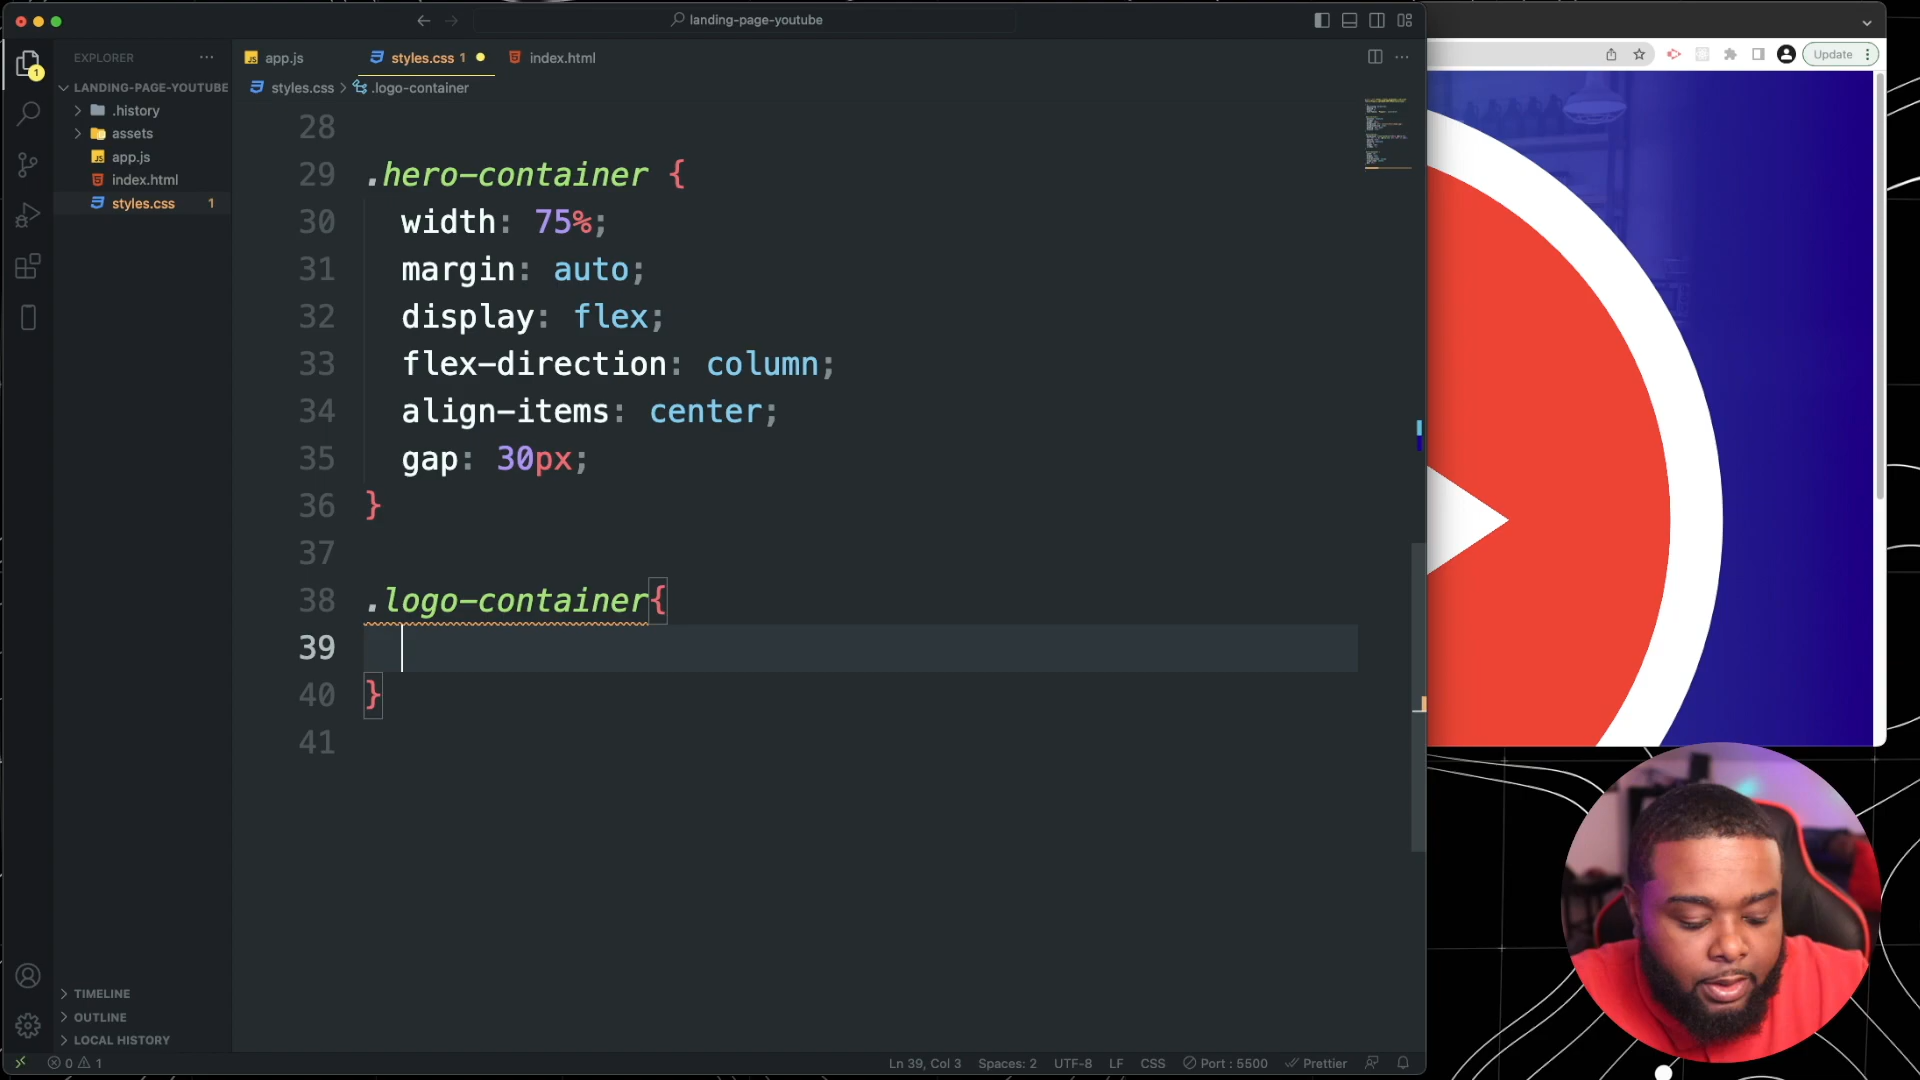 landing-page-youtube
EXPLORER
app.js
styles.css 1
index.html
Update
LANDING-PAGE-YOUTUBE
styles.css > .logo-container
.history
assets
app.js
index.html
styles.css 1
1
28
29 .hero-container {
30 width: 75%;
31 margin: auto;
32 display: flex;
33 flex-direction: column;
34 align-items: center;
35 gap: 30px;
36 }
37
38 .logo-container{
39
40 }
41
TIMELINE
OUTLINE
LOCAL HISTORY
0 1
Ln 39, Col 3 Spaces: 2 UTF-8 LF CSS Port : 5500 Prettier